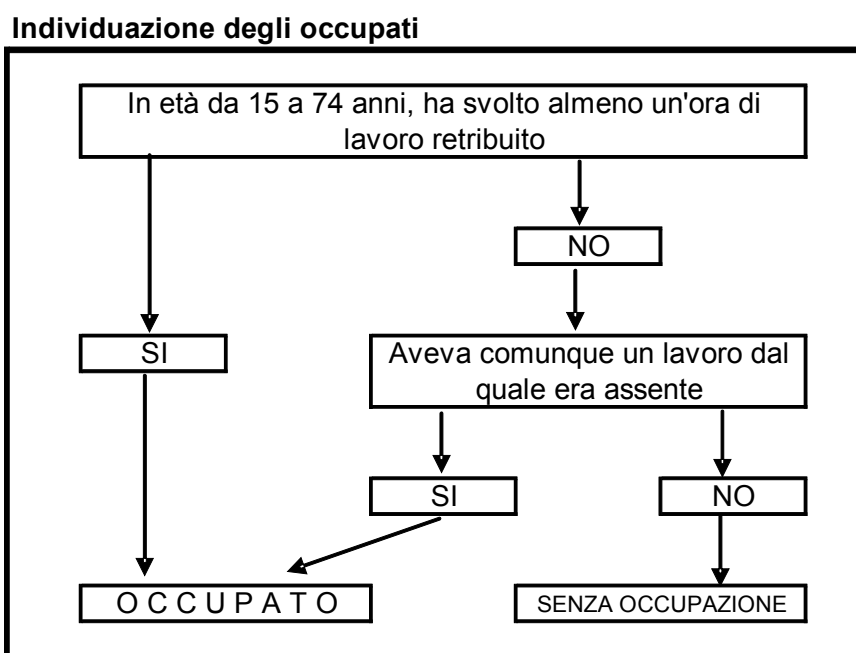 Individuazione degli occupati
In età da 15 a 74 anni, ha svolto almeno un'ora di
lavoro retribuito
NO
SI
Aveva comunque un lavoro dal
quale era assente
SI
NO
O C C U P A T O
SENZA OCCUPAZIONE